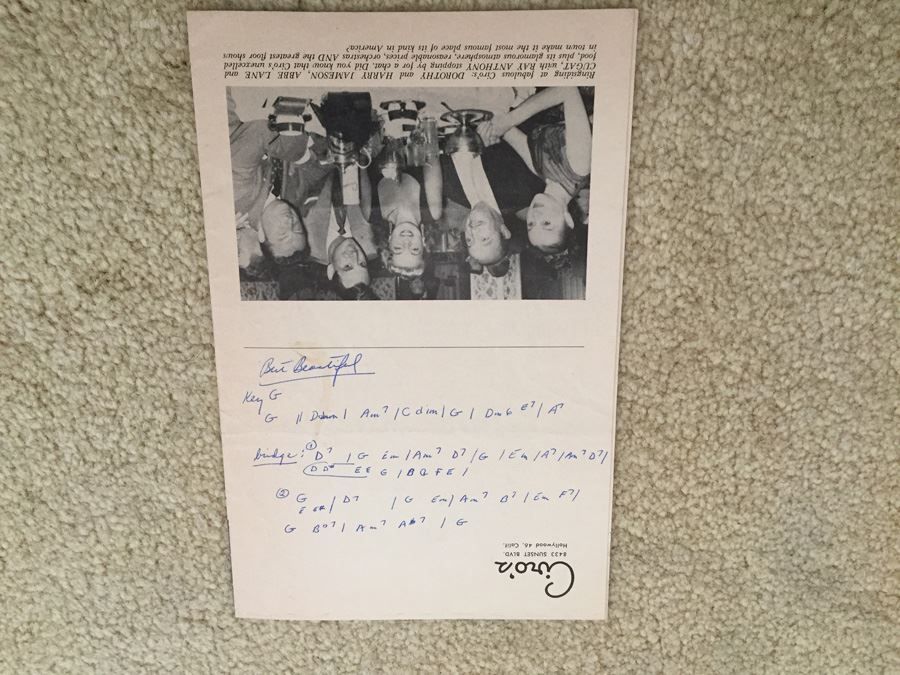 Ringsiding at fabulous Ciro's: DOROTHY and HARRY JAMESON, ABBE LANE and
CUGAT, with RAY ANTHONY stopping by for a chat. Did you know that Ciro's unexcelled
food, plus its glamorous atmosphere, reasonable prices, orchestras AND the greatest floor shows
in town make it the most famous place of its kind in America?
But Beautiful
Key G
G // | Am7 / C dim / G / Dm6 E7 / A7
bridge: ① D7 / G Em / Am7 D7 / G / Em / A7 / Am7 D7 /
D D# E E G / B B F E /
② G / D7 / G Em / Am7 B7 / Em F7 /
G / Am7 / G
Ciro's
8433 SUNSET BLVD.
Hollywood 46, Calif.